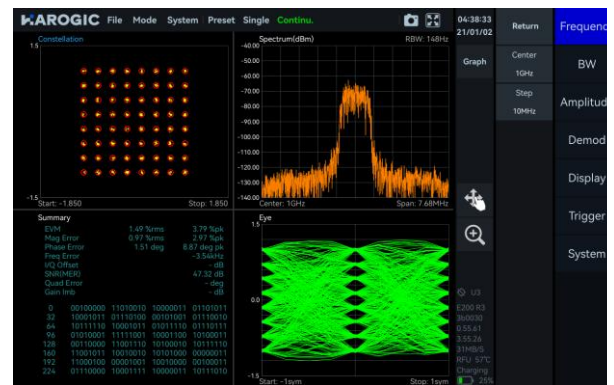 HAROGIC File Mode System Preset Single Continu.
04:38:33
21/01/02
Constellation
1.5
-1.5
Start: -1.850 Stop: 1.850
Spectrum(dBm) RBW: 148Hz
-40.00
-50.00
-60.00
-70.00
-80.00
-90.00
-100.00
-110.00
-120.00
-130.00
-140.00
Center: 1GHz Span: 7.68MHz
Summary
EVM 1.49 %rms 3.79 %pk
Mag Error 0.97 %rms 2.97 %pk
Phase Error 1.51 deg 8.87 deg pk
Freq Error -3.54kHz
I/Q Offset - dB
SNR(MER) 47.32 dB
Quad Error - deg
Gain Imb - dB
0 00100000 11010010 10000011 01101011
32 10001011 01110100 00101001 01110010
64 10111110 10001011 01011110 01110111
96 01010001 11111001 10001100 10100011
128 00110000 11001110 10100110 10101111
160 11001011 10010010 10101000 00000011
192 11000100 00001001 10010000 00100011
224 01110000 10001111 10000011 10111010
Eye
1.5
0.0
-1.5
Start: -1sym Stop: 1sym
Graph
U3
E200 R3
3b0030
0.55.61
3.55.26
31MB/S
RFU 57°C
Charging
25%
Return
Center
1GHz
Step
10MHz
Frequenc
BW
Amplitud
Demod
Display
Trigger
System